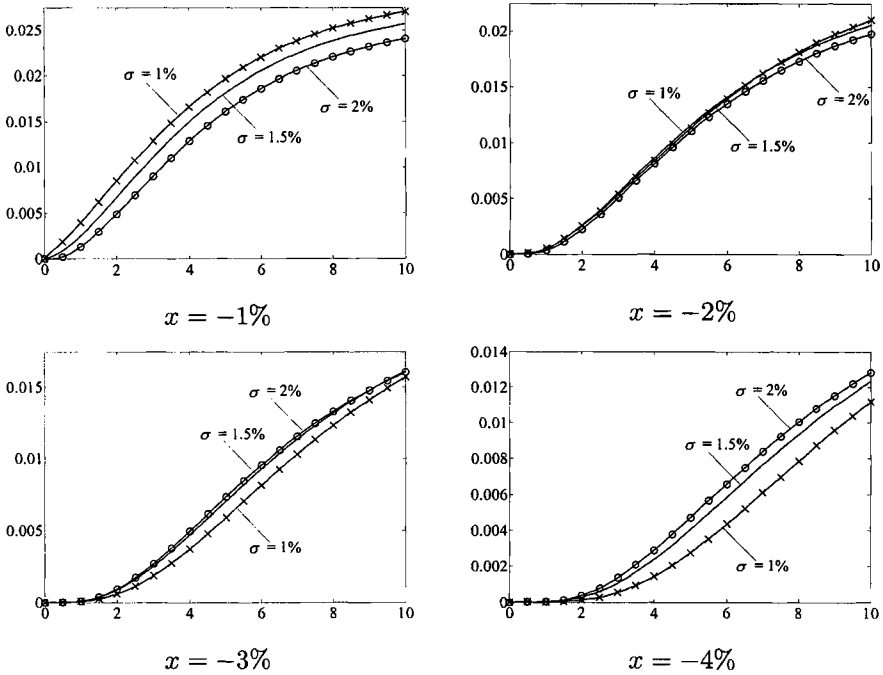 0.025
0.02
0.015
0.01
0.005
0
0 2 4 6 8 10
σ = 1%
σ = 2%
σ = 1.5%
x = −1%
0.02
0.015
0.01
0.005
0
0 2 4 6 8 10
σ = 1%
σ = 2%
σ = 1.5%
x = −2%
0.015
0.01
0.005
0
0 2 4 6 8 10
σ = 2%
σ = 1.5%
σ = 1%
x = −3%
0.014
0.012
0.01
0.008
0.006
0.004
0.002
0
0 2 4 6 8 10
σ = 2%
σ = 1.5%
σ = 1%
x = −4%